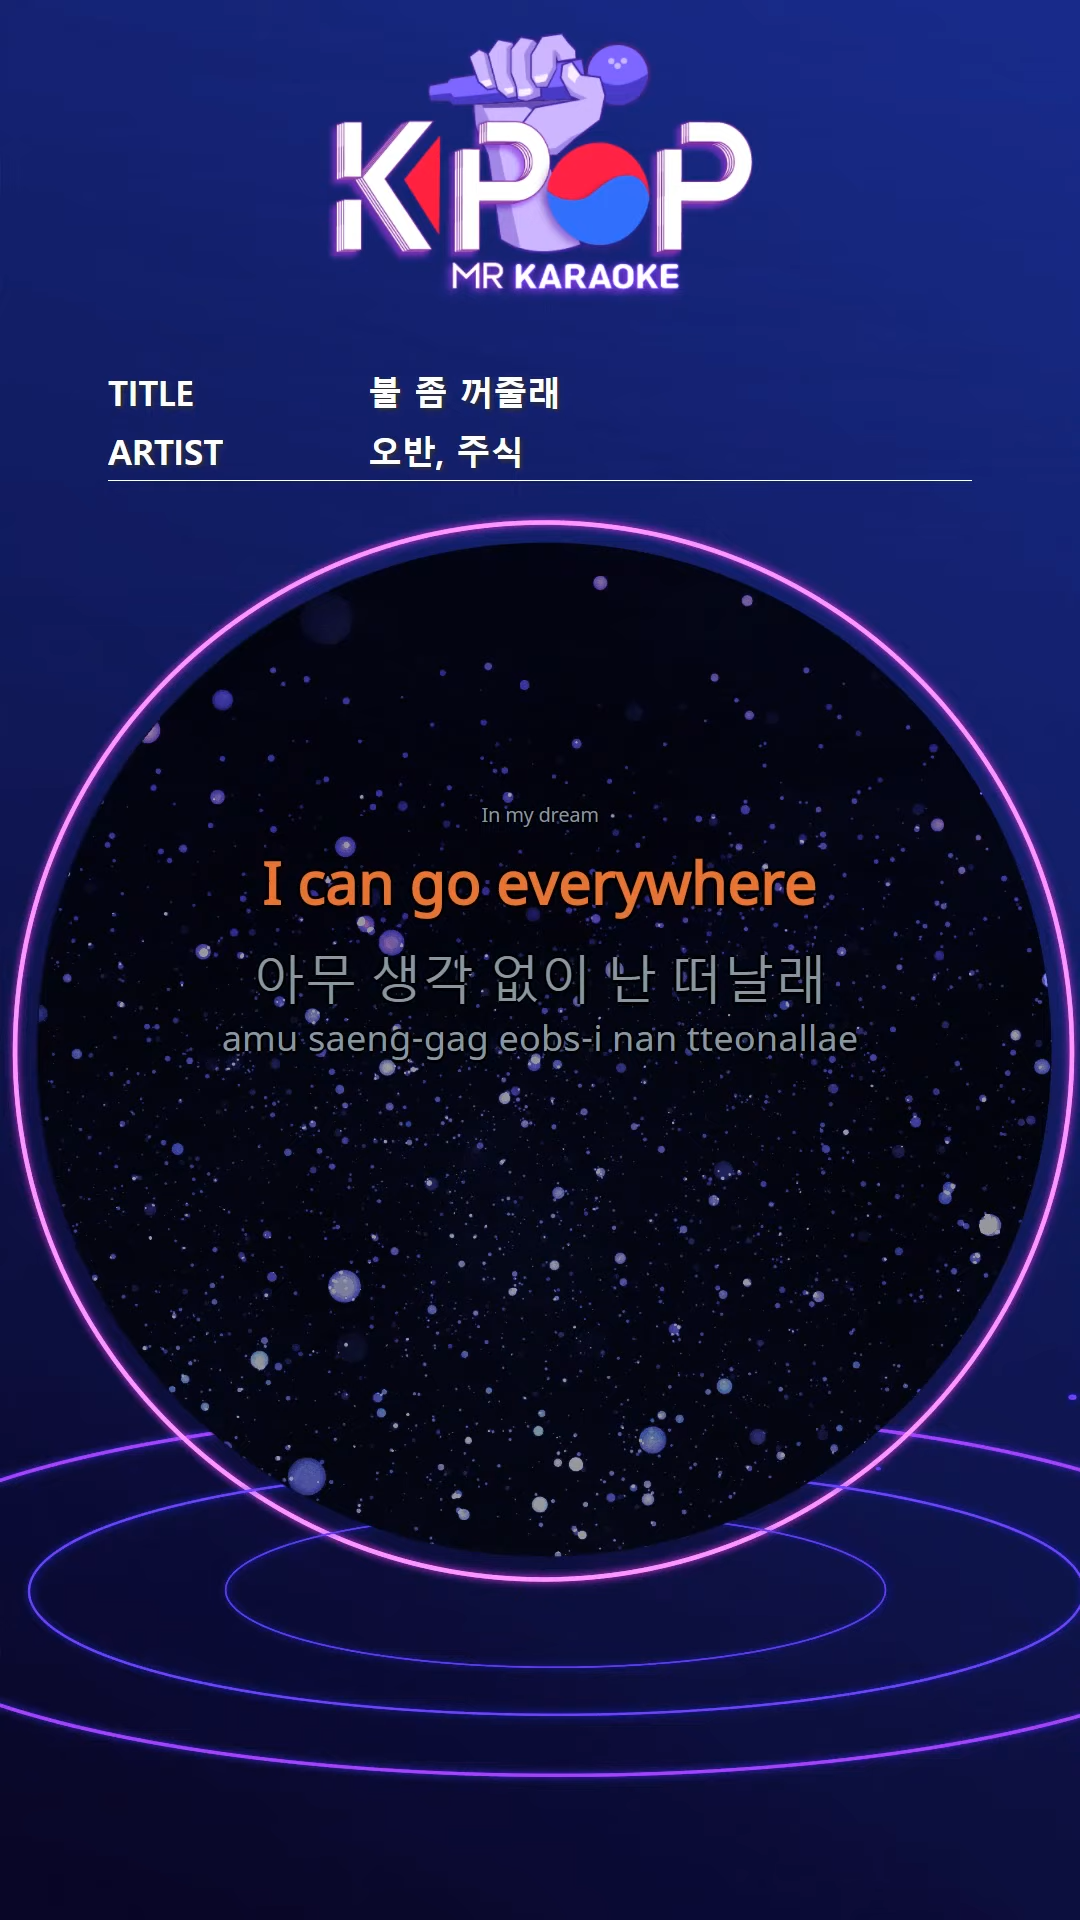 KPOP
MR KARAOKE
TITLE 불 좀 꺼줄래
ARTIST 오반, 주식
In my dream
I can go everywhere
아무 생각 없이 난 떠날래
amu saeng-gag eobs-i nan tteonallae